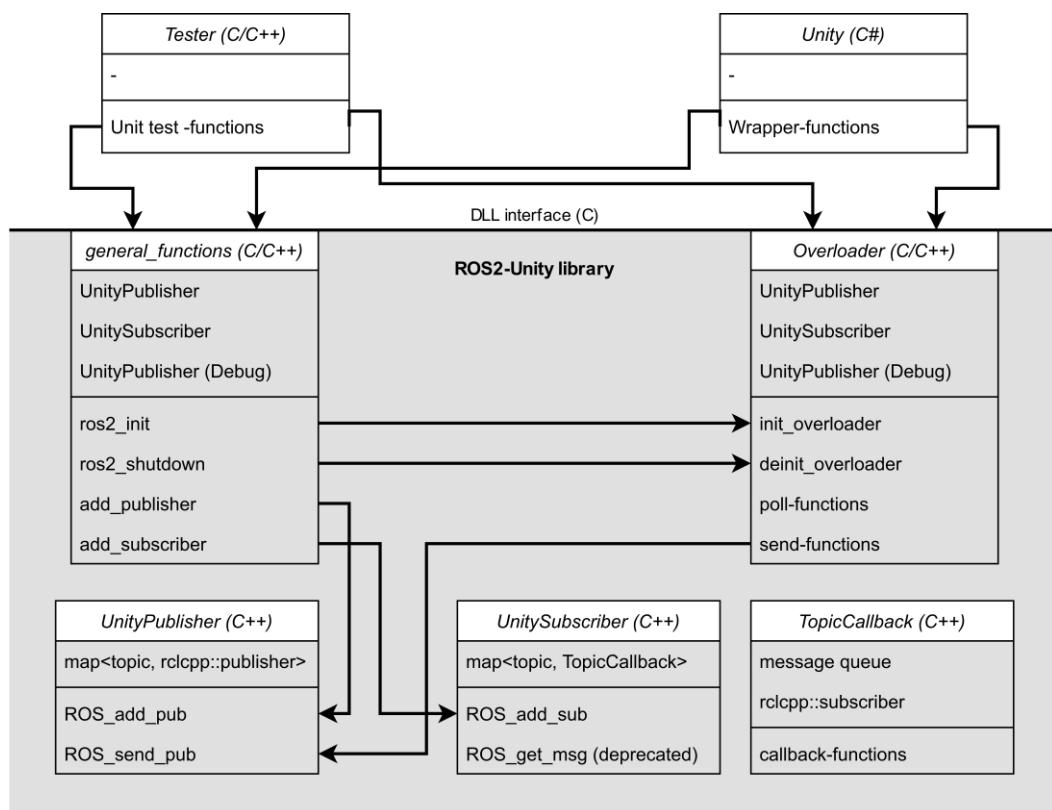 Tester (C/C++)
-
Unit test -functions
Unity (C#)
-
Wrapper-functions
DLL interface (C)
ROS2-Unity library
general_functions (C/C++)
UnityPublisher
UnitySubscriber
UnityPublisher (Debug)
ros2_init
ros2_shutdown
add_publisher
add_subscriber
Overloader (C/C++)
UnityPublisher
UnitySubscriber
UnityPublisher (Debug)
init_overloader
deinit_overloader
poll-functions
send-functions
UnityPublisher (C++)
map<topic, rclcpp::publisher>
ROS_add_pub
ROS_send_pub
UnitySubscriber (C++)
map<topic, TopicCallback>
ROS_add_sub
ROS_get_msg (deprecated)
TopicCallback (C++)
message queue
rclcpp::subscriber
callback-functions